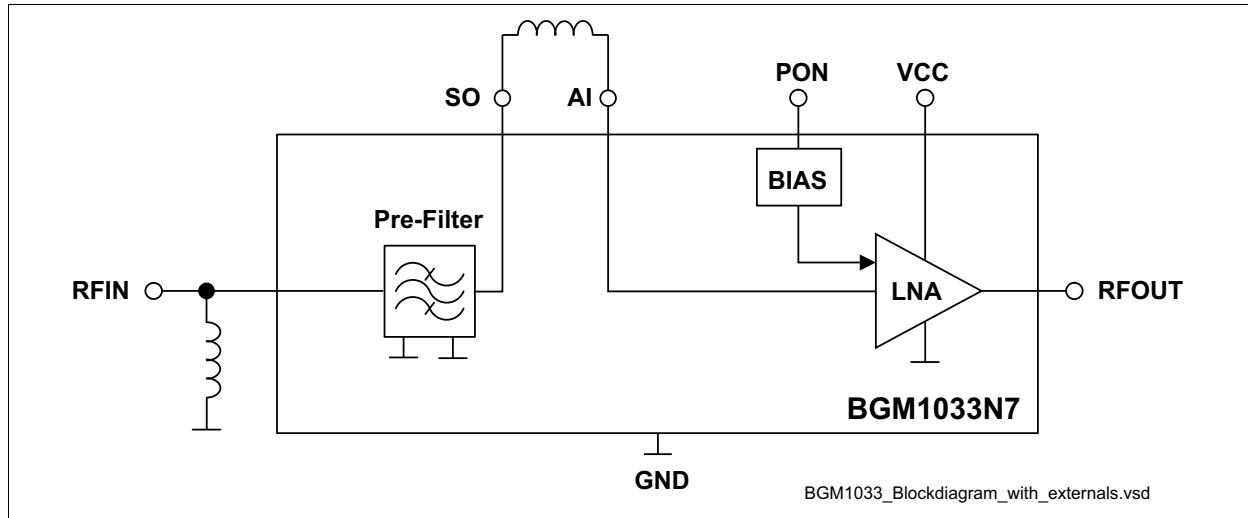 SO
AI
PON
VCC
BIAS
Pre-Filter
RFIN
LNA
RFOUT
BGM1033N7
GND
BGM1033_Blockdiagram_with_externals.vsd